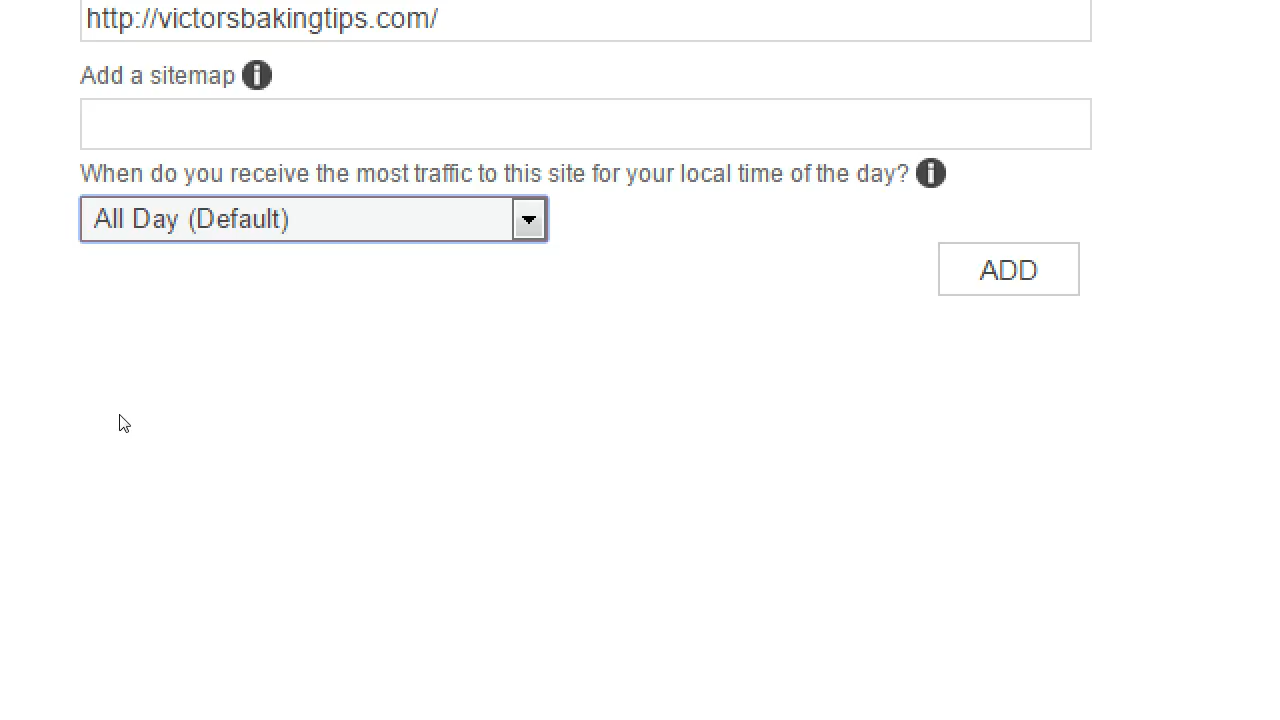 http://victorsbakingtips.com/
Add a sitemap
When do you receive the most traffic to this site for your local time of the day?
All Day (Default)
ADD